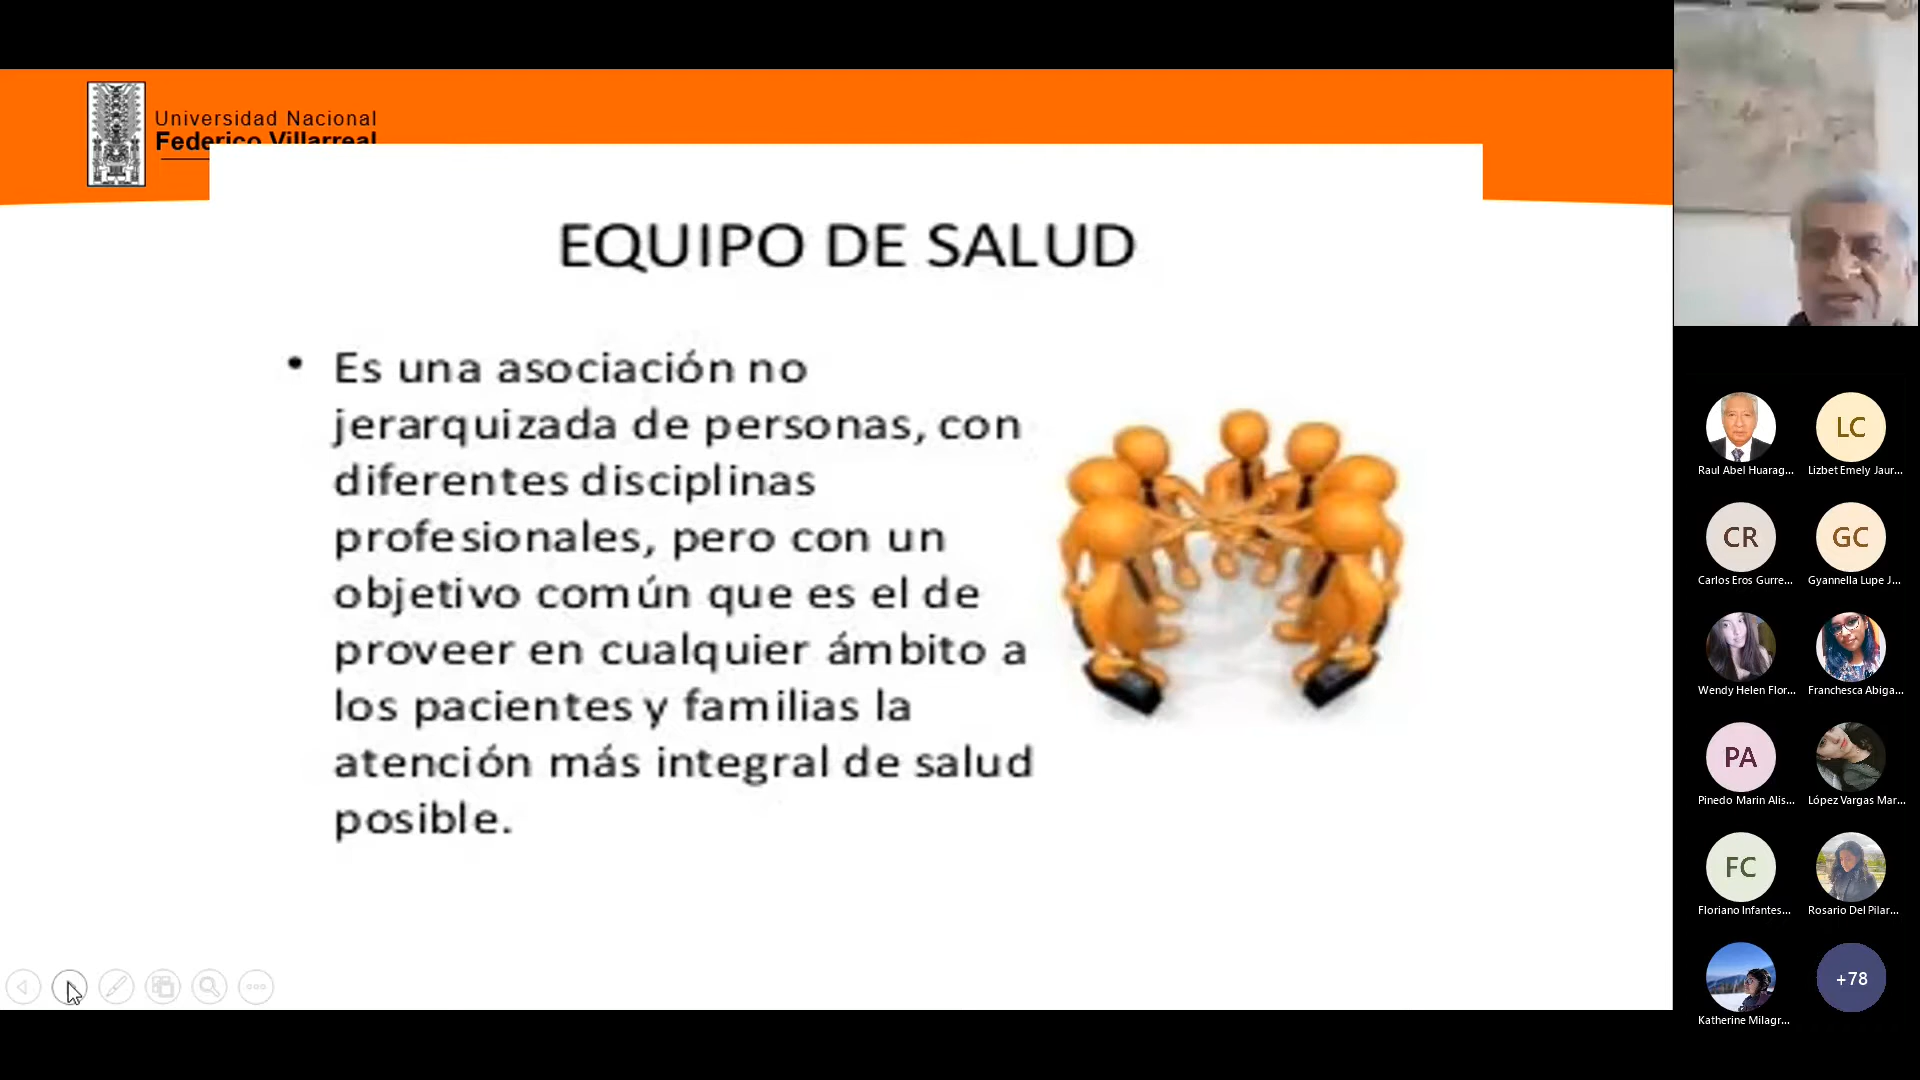 Universidad Nacional
Federico Villarreal
EQUIPO DE SALUD
• Es una asociación no
jerarquizada de personas, con
diferentes disciplinas
profesionales, pero con un
objetivo común que es el de
proveer en cualquier ámbito a
los pacientes y familias la
atención más integral de salud
posible.
Raul Abel Huarag...
LC
Lizbet Emely Jaur...
CR
Carlos Eros Gurre...
GC
Gyannella Lupe J...
Wendy Helen Flor...
Franchesca Abiga...
PA
Pinedo Marin Alis...
López Vargas Mar...
FC
Floriano Infantes...
Rosario Del Pilar...
Katherine Milagr...
+78